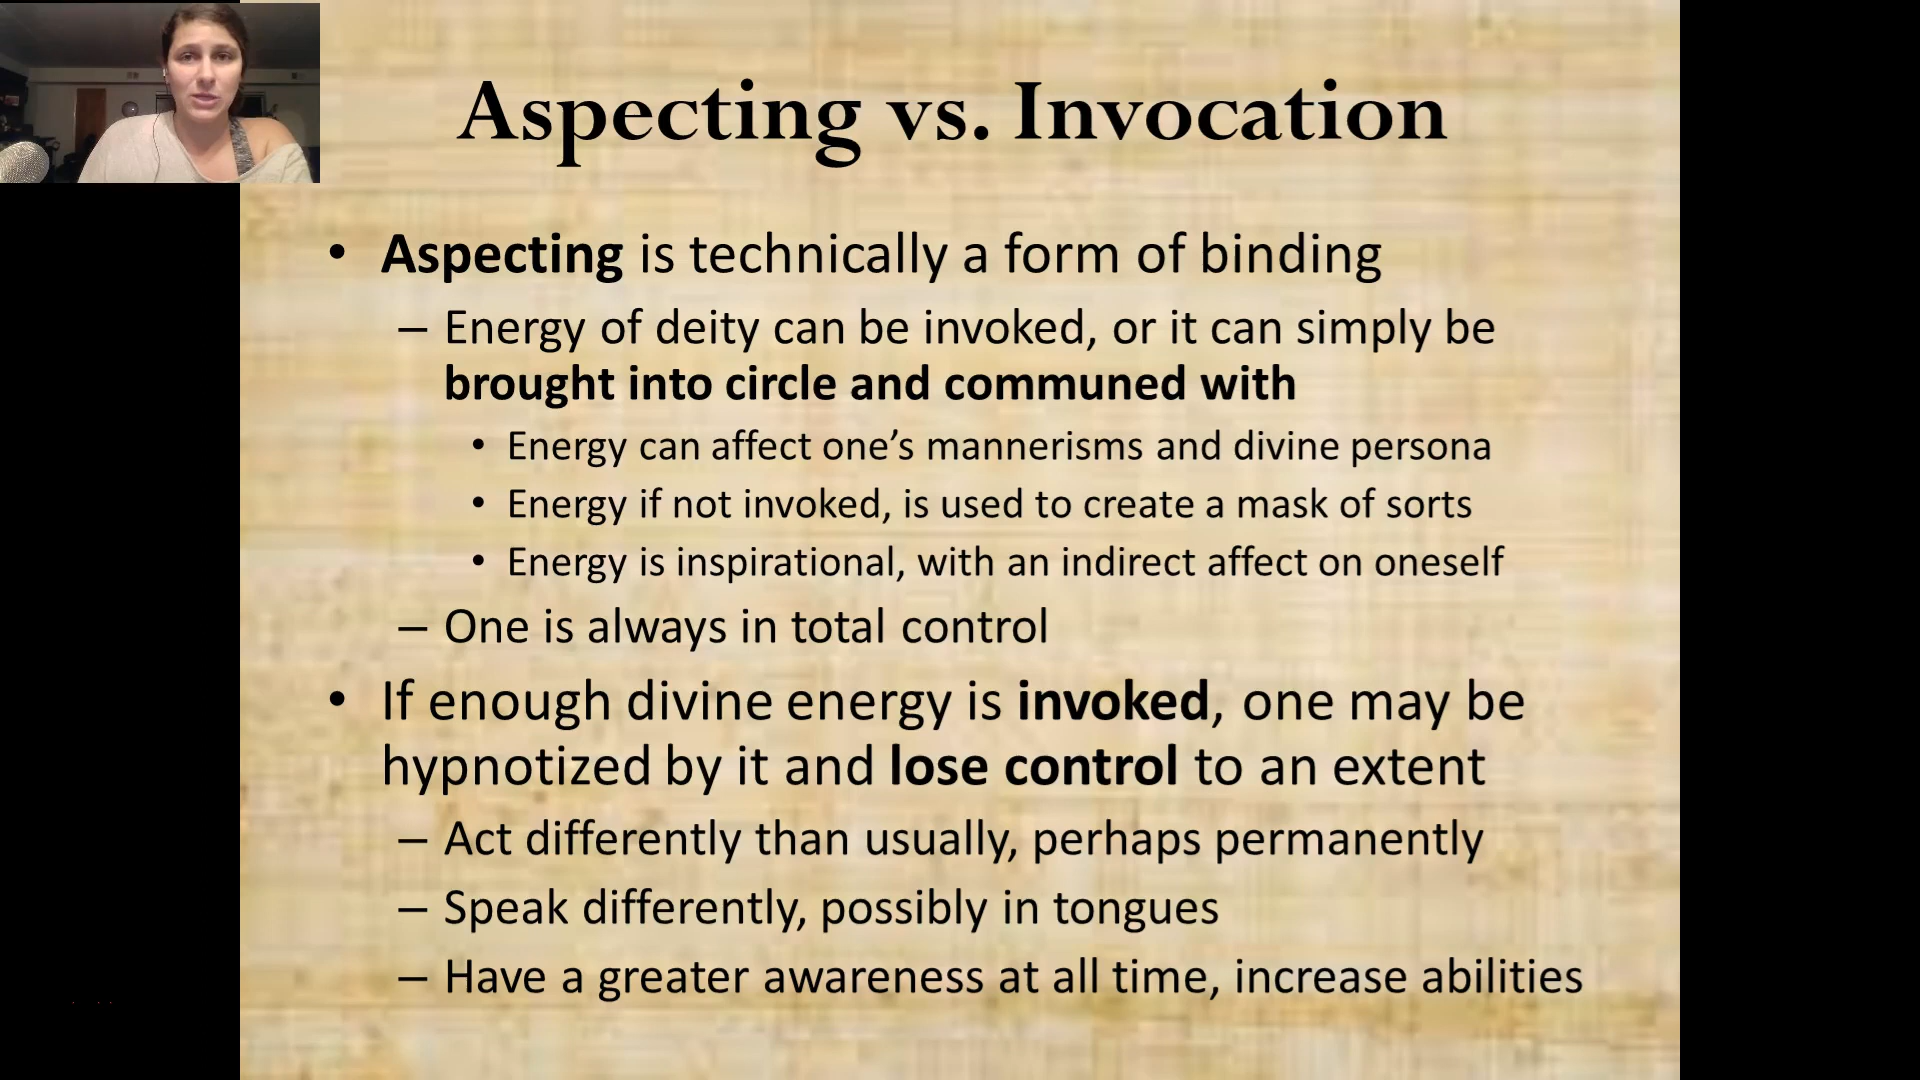 Aspecting vs. Invocation
• Aspecting is technically a form of binding
– Energy of deity can be invoked, or it can simply be
brought into circle and communed with
• Energy can affect one’s mannerisms and divine persona
• Energy if not invoked, is used to create a mask of sorts
• Energy is inspirational, with an indirect affect on oneself
– One is always in total control
• If enough divine energy is invoked, one may be
hypnotized by it and lose control to an extent
– Act differently than usually, perhaps permanently
– Speak differently, possibly in tongues
– Have a greater awareness at all time, increase abilities